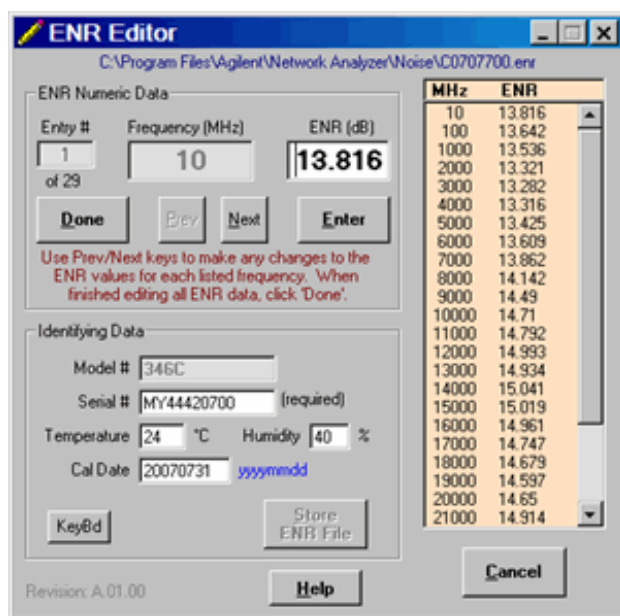 ENR Editor
C:\Program Files\Agilent\Network Analyzer\Noise\C0707700.enr
ENR Numeric Data
Entry # Frequency (MHz) ENR (dB)
1 10 13.816
of 29
Done Prev Next Enter
Use Prev/Next keys to make any changes to the
ENR values for each listed frequency. When
finished editing all ENR data, click 'Done'.
Identifying Data
Model # 346C
Serial # MY44420700 (required)
Temperature 24 °C Humidity 40 %
Cal Date 20070731 yyyymmdd
KeyBd
Store
ENR File
Revision: A.01.00
Help
MHz ENR
10 13.816
100 13.642
1000 13.536
2000 13.321
3000 13.282
4000 13.316
5000 13.425
6000 13.609
7000 13.862
8000 14.142
9000 14.49
10000 14.71
11000 14.792
12000 14.993
13000 14.934
14000 15.041
15000 15.019
16000 14.961
17000 14.747
18000 14.679
19000 14.597
20000 14.65
21000 14.914
Cancel